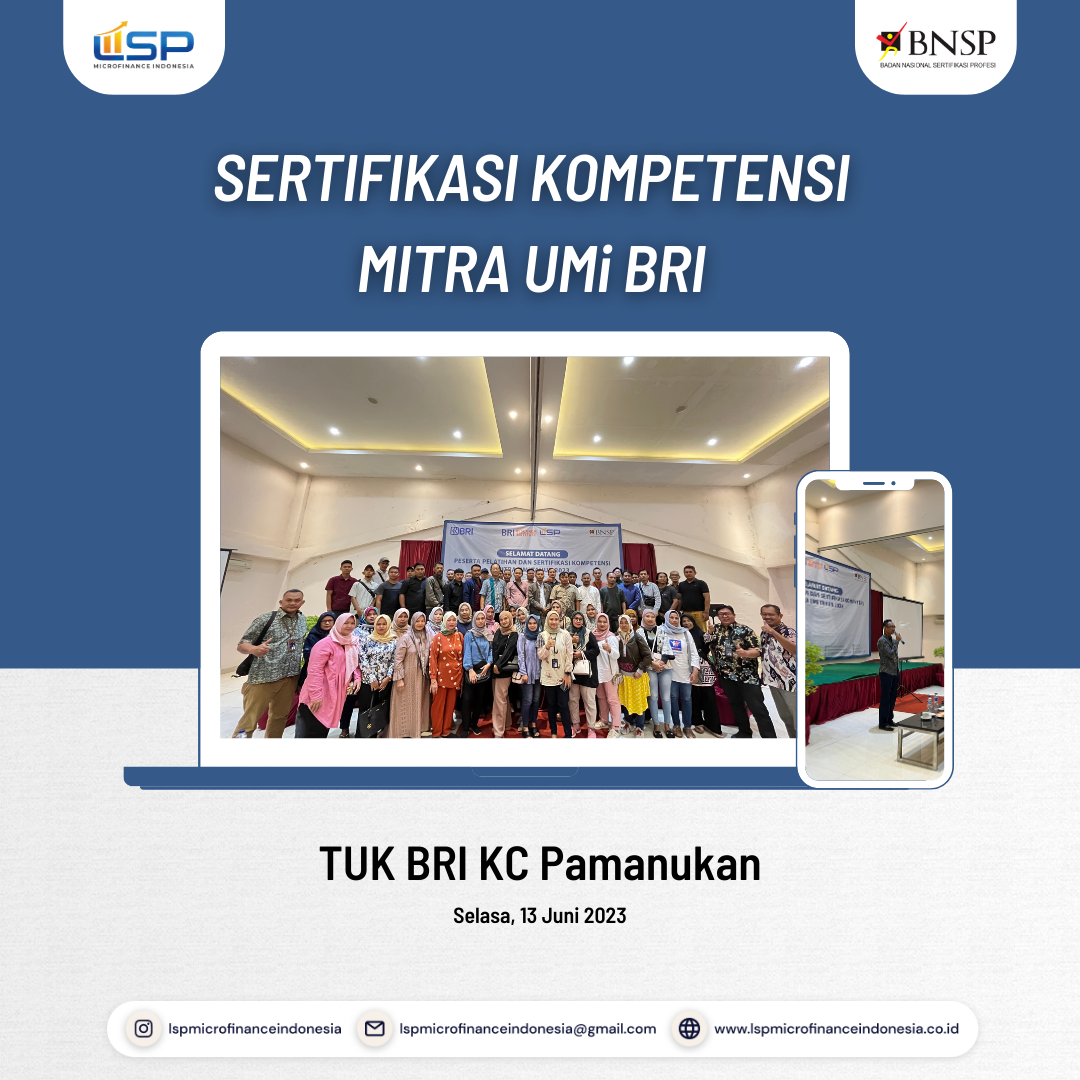 LSP
MICROFINANCE INDONESIA
BNSP
BADAN NASIONAL SERTIFIKASI PROFESI
SERTIFIKASI KOMPETENSI
MITRA UMi BRI
BRI
BRI
LSP
BNSP
SELAMAT DATANG
PESERTA PELATIHAN DAN SERTIFIKASI KOMPETENSI
TUK BRI KC Pamanukan
Selasa, 13 Juni 2023
lspmicrofinanceindonesia
lspmicrofinanceindonesia@gmail.com
www.lspmicrofinanceindonesia.co.id